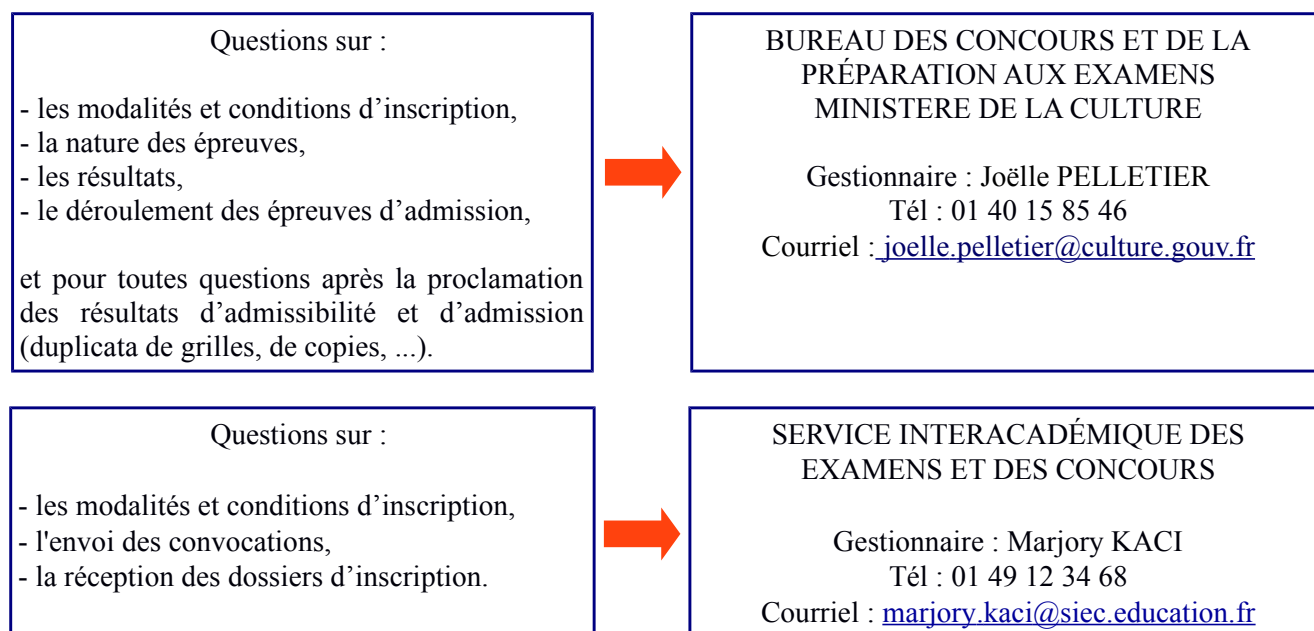 Questions sur :
- les modalités et conditions d’inscription,
- la nature des épreuves,
- les résultats,
- le déroulement des épreuves d’admission,
et pour toutes questions après la proclamation
des résultats d’admissibilité et d’admission
(duplicata de grilles, de copies, ...).
BUREAU DES CONCOURS ET DE LA
PRÉPARATION AUX EXAMENS
MINISTERE DE LA CULTURE
Gestionnaire : Joëlle PELLETIER
Tél : 01 40 15 85 46
Courriel : joelle.pelletier@culture.gouv.fr
Questions sur :
- les modalités et conditions d’inscription,
- l'envoi des convocations,
- la réception des dossiers d’inscription.
SERVICE INTERACADÉMIQUE DES
EXAMENS ET DES CONCOURS
Gestionnaire : Marjory KACI
Tél : 01 49 12 34 68
Courriel : marjory.kaci@siec.education.fr